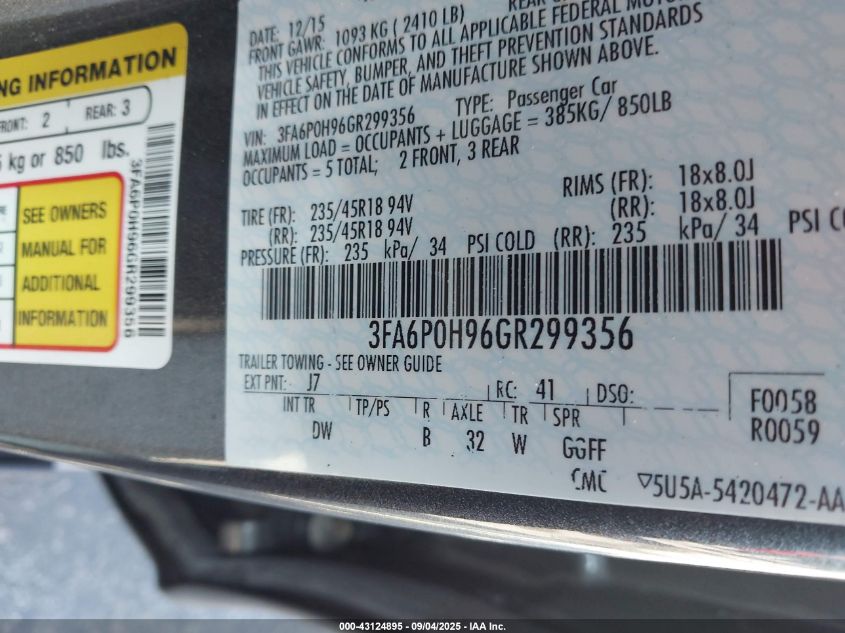 NG INFORMATION
FRONT: 2 REAR: 3
kg or 850 lbs.
SEE OWNERS
MANUAL FOR
ADDITIONAL
INFORMATION
3FA6P0H96GR299356
DATE: 12/15
FRONT GAWR: 1093 KG ( 2410 LB)
THIS VEHICLE CONFORMS TO ALL APPLICABLE FEDERAL MOTOR
VEHICLE SAFETY, BUMPER, AND THEFT PREVENTION STANDARDS
IN EFFECT ON THE DATE OF MANUFACTURE SHOWN ABOVE.
VIN: 3FA6P0H96GR299356 TYPE: Passenger Car
MAXIMUM LOAD = OCCUPANTS + LUGGAGE = 385KG/ 850LB
OCCUPANTS = 5 TOTAL; 2 FRONT, 3 REAR
RIMS (FR): 18x8.0J
TIRE (FR): 235/45R18 94V (RR): 18x8.0J
(RR): 235/45R18 94V
PRESSURE (FR): 235 kPa/ 34 PSI COLD (RR): 235 kPa/ 34 PSI CO
3FA6P0H96GR299356
TRAILER TOWING - SEE OWNER GUIDE
EXT PNT: J7 RC: 41 DSO:
INT TR TP/PS R AXLE TR SPR
DW B 32 W GGFF
F0058
R0059
CMC 5U5A-5420472-AA
000-43124895 - 09/04/2025 - IAA Inc.